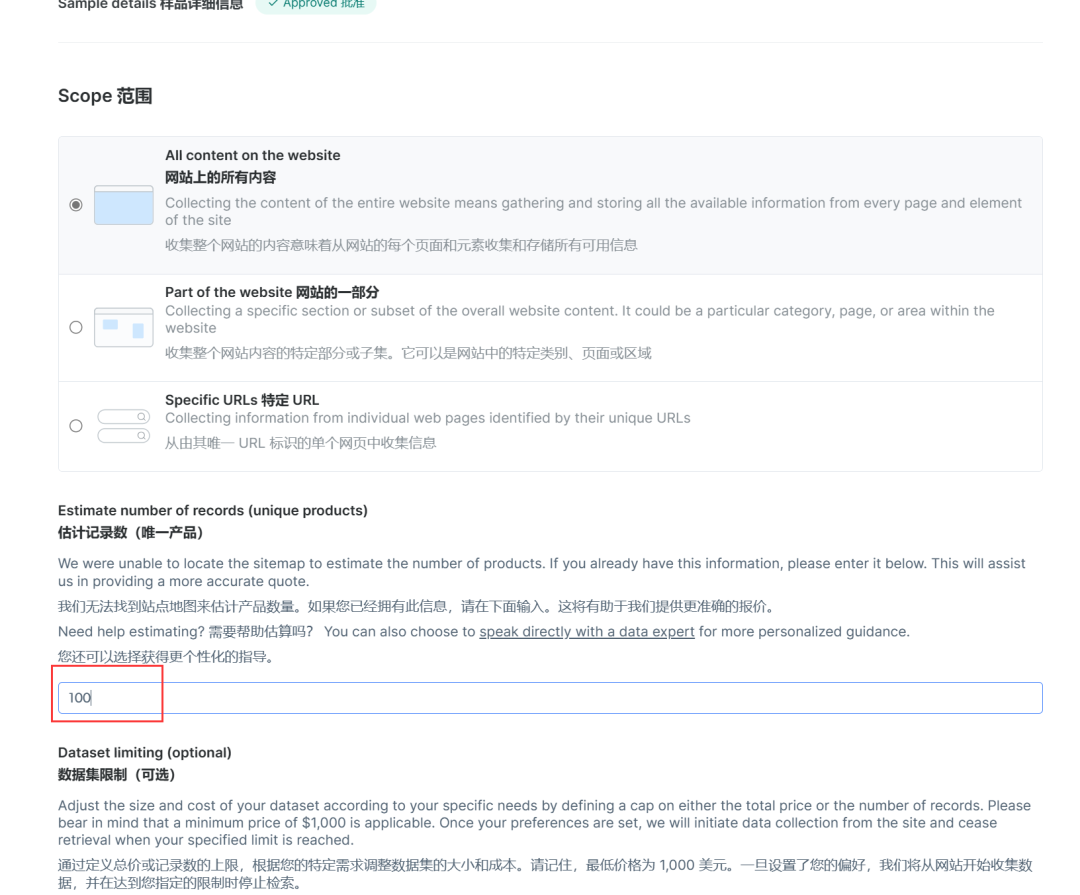 Sample details 样品详细信息 Approved 批准
Scope 范围
All content on the website
网站上的所有内容
Collecting the content of the entire website means gathering and storing all the available information from every page and element
of the site
收集整个网站的内容意味着从网站的每个页面和元素收集和存储所有可用信息
Part of the website 网站的一部分
Collecting a specific section or subset of the overall website content. It could be a particular category, page, or area within the
website
收集整个网站内容的特定部分或子集。它可以是网站中的特定类别、页面或区域
Specific URLs 特定 URL
Collecting information from individual web pages identified by their unique URLs
从由其唯一 URL 标识的单个网页中收集信息
Estimate number of records (unique products)
估计记录数（唯一产品）
We were unable to locate the sitemap to estimate the number of products. If you already have this information, please enter it below. This will assist
us in providing a more accurate quote.
我们无法找到站点地图来估计产品数量。如果您已经拥有此信息，请在下面输入。这将有助于我们提供更准确的报价。
Need help estimating? 需要帮助估算吗? You can also choose to speak directly with a data expert for more personalized guidance.
您还可以选择获得更个性化的指导。
100
Dataset limiting (optional)
数据集限制（可选）
Adjust the size and cost of your dataset according to your specific needs by defining a cap on either the total price or the number of records. Please
bear in mind that a minimum price of $1,000 is applicable. Once your preferences are set, we will initiate data collection from the site and cease
retrieval when your specified limit is reached.
通过定义总价或记录数的上限，根据您的特定需求调整数据集的大小和成本。请记住，最低价格为 1,000 美元。一旦设置了您的偏好，我们将从网站开始收集数
据，并在达到您指定的限制时停止检索。